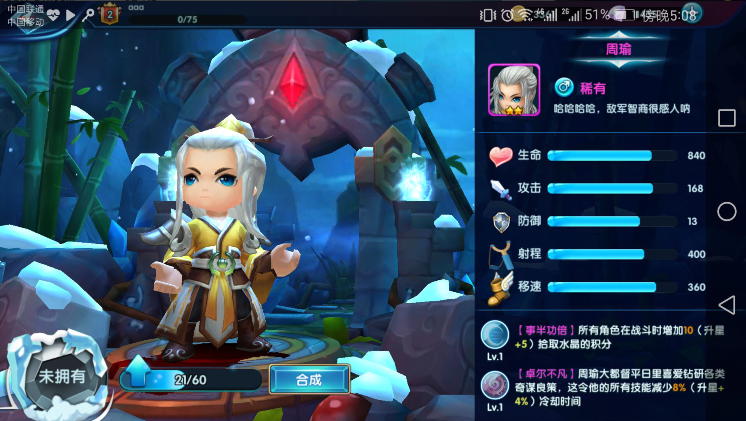 中国联通
中国移动
2
0/75
46
2G
51%
傍晚5:08
周瑜
稀有
哈哈哈哈，敌军智商很感人呐
生命 840
攻击 168
防御 13
射程 400
移速 360
【事半功倍】所有角色在战斗时增加10（升星
+5）拾取水晶的积分
Lv.1
【卓尔不凡】周瑜大都督平日里喜爱钻研各类
奇谋良策，这令他的所有技能减少8%（升星+
4%）冷却时间
Lv.1
未拥有
21/60
合成